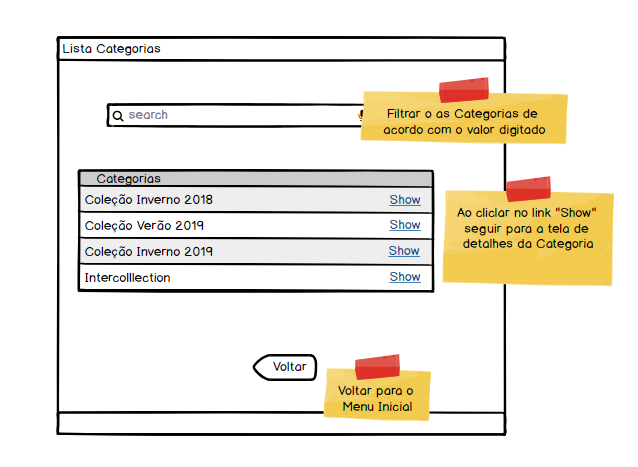 Lista Categorias
search
Filtrar o as Categorias de
acordo com o valor digitado
Categorias
Coleção Inverno 2018 Show
Coleção Verão 2019 Show
Coleção Inverno 2019 Show
Intercolllection Show
Ao cliclar no link "Show"
seguir para a tela de
detalhes da Categoria
Voltar
Voltar para o
Menu Inicial